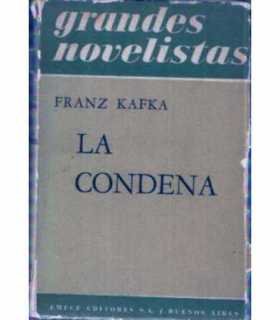 grandes
novelistas
FRANZ KAFKA
LA
CONDENA
EMECÉ EDITORES S.A. / BUENOS AIRES